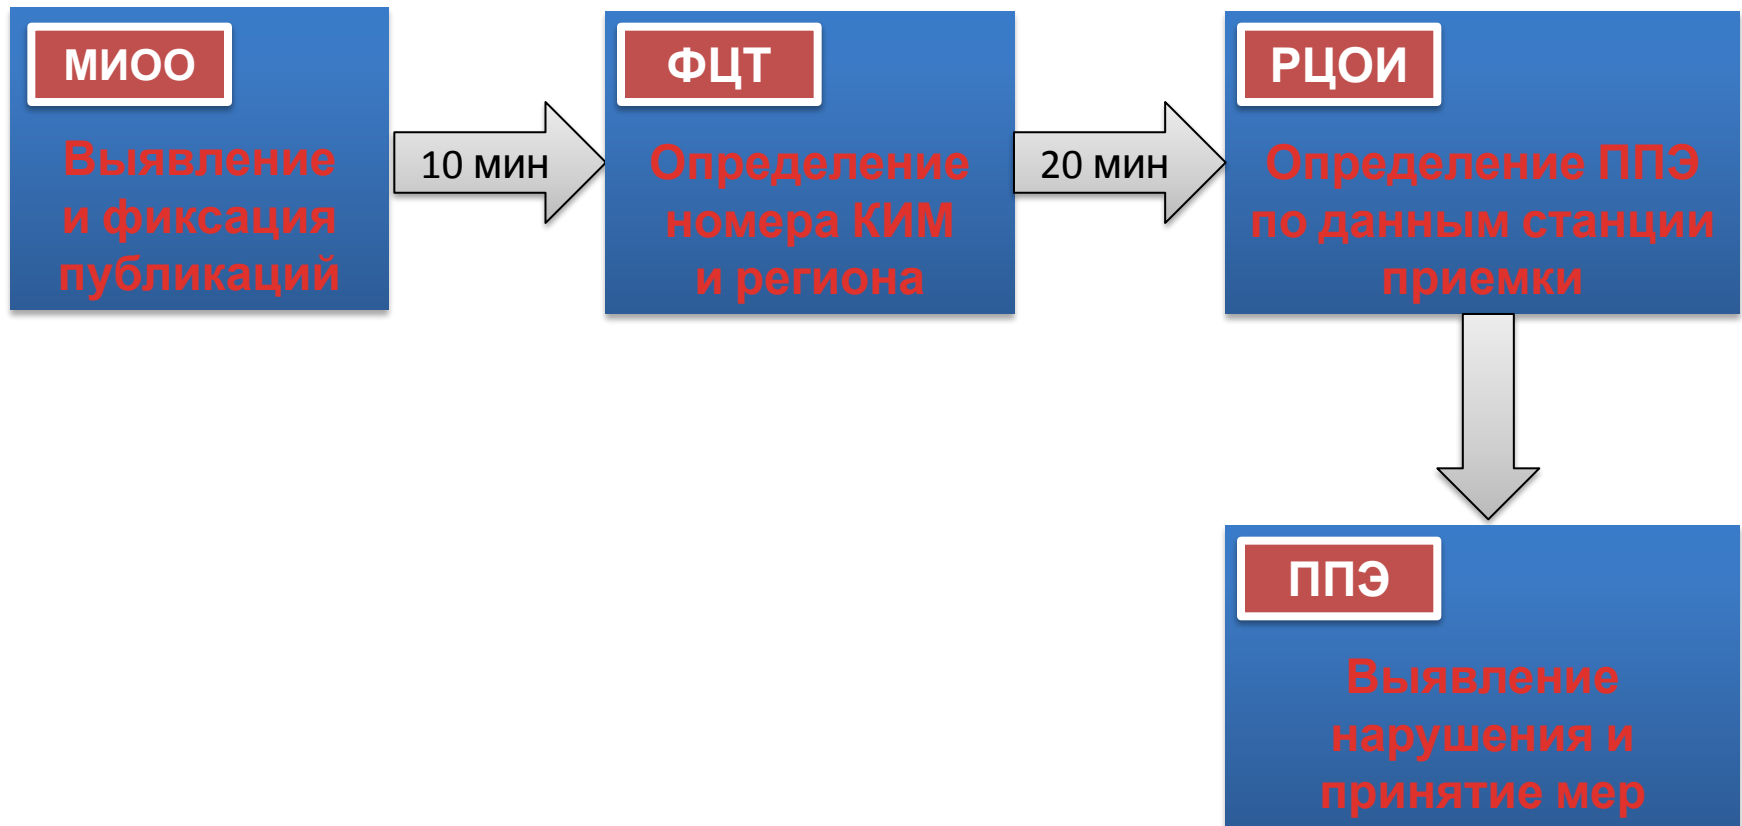 МИОО
Выявление
и фиксация
публикаций
10 мин
ФЦТ
Определение
номера КИМ
и региона
20 мин
РЦОИ
Определение ППЭ
по данным станции
приемки
ППЭ
Выявление
нарушения и
принятие мер